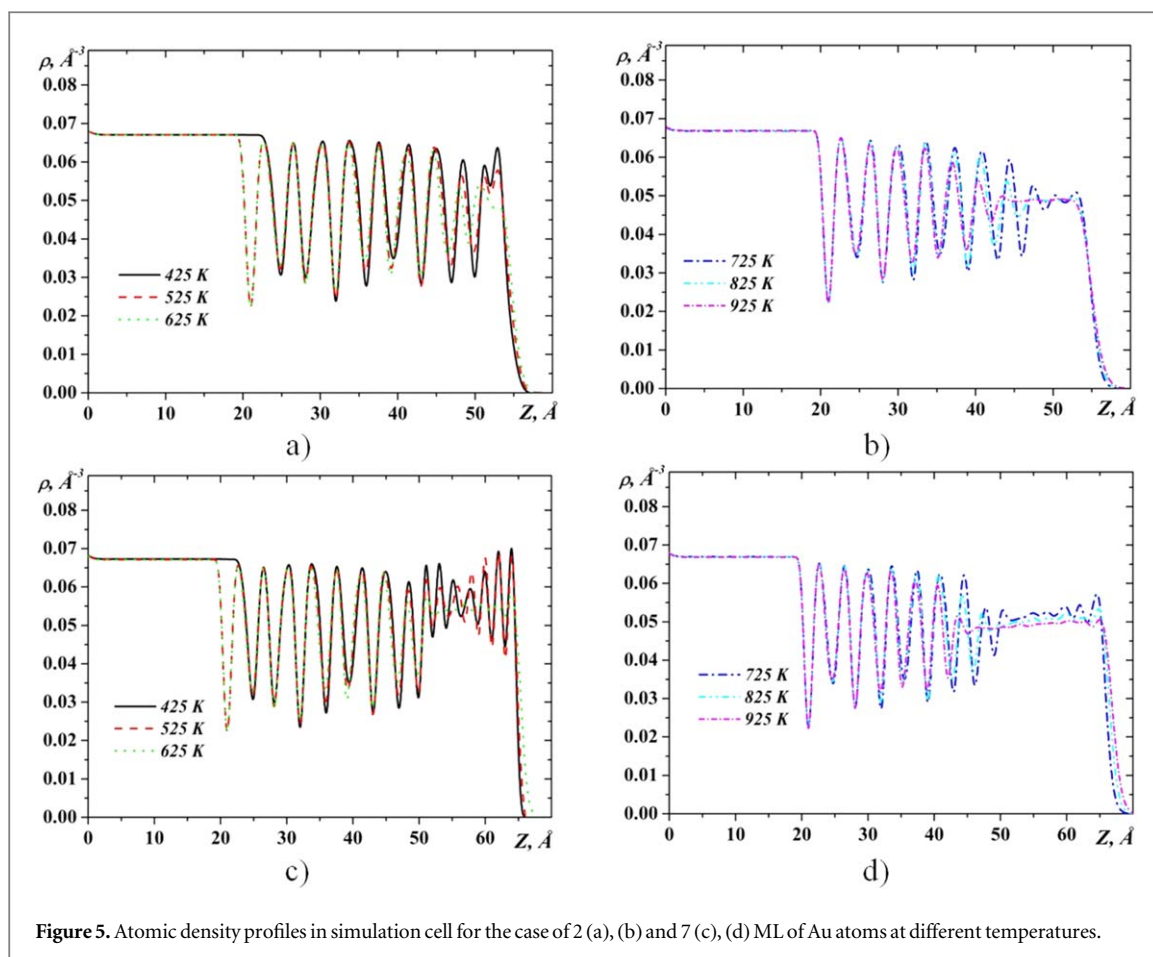 ρ, Å⁻³
0.08
0.07
0.06
0.05
0.04
0.03
0.02
0.01
0.00
425 K
525 K
625 K
0 10 20 30 40 50 Z, Å
a)
ρ, Å⁻³
0.08
0.07
0.06
0.05
0.04
0.03
0.02
0.01
0.00
725 K
825 K
925 K
0 10 20 30 40 50 Z, Å
b)
ρ, Å⁻³
0.08
0.07
0.06
0.05
0.04
0.03
0.02
0.01
0.00
425 K
525 K
625 K
0 10 20 30 40 50 60 Z, Å
c)
ρ, Å⁻³
0.08
0.07
0.06
0.05
0.04
0.03
0.02
0.01
0.00
725 K
825 K
925 K
0 10 20 30 40 50 60 Z, Å
d)
Figure 5. Atomic density profiles in simulation cell for the case of 2 (a), (b) and 7 (c), (d) ML of Au atoms at different temperatures.